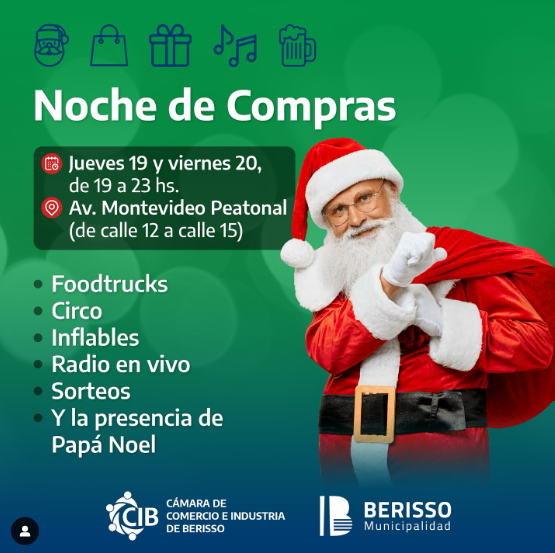 Noche de Compras
Jueves 19 y viernes 20,
de 19 a 23 hs.
Av. Montevideo Peatonal
(de calle 12 a calle 15)
• Foodtrucks
• Circo
• Inflables
• Radio en vivo
• Sorteos
• Y la presencia de
Papá Noel
CIB
CÁMARA DE
COMERCIO E INDUSTRIA
DE BERISSO
BERISSO
Municipalidad